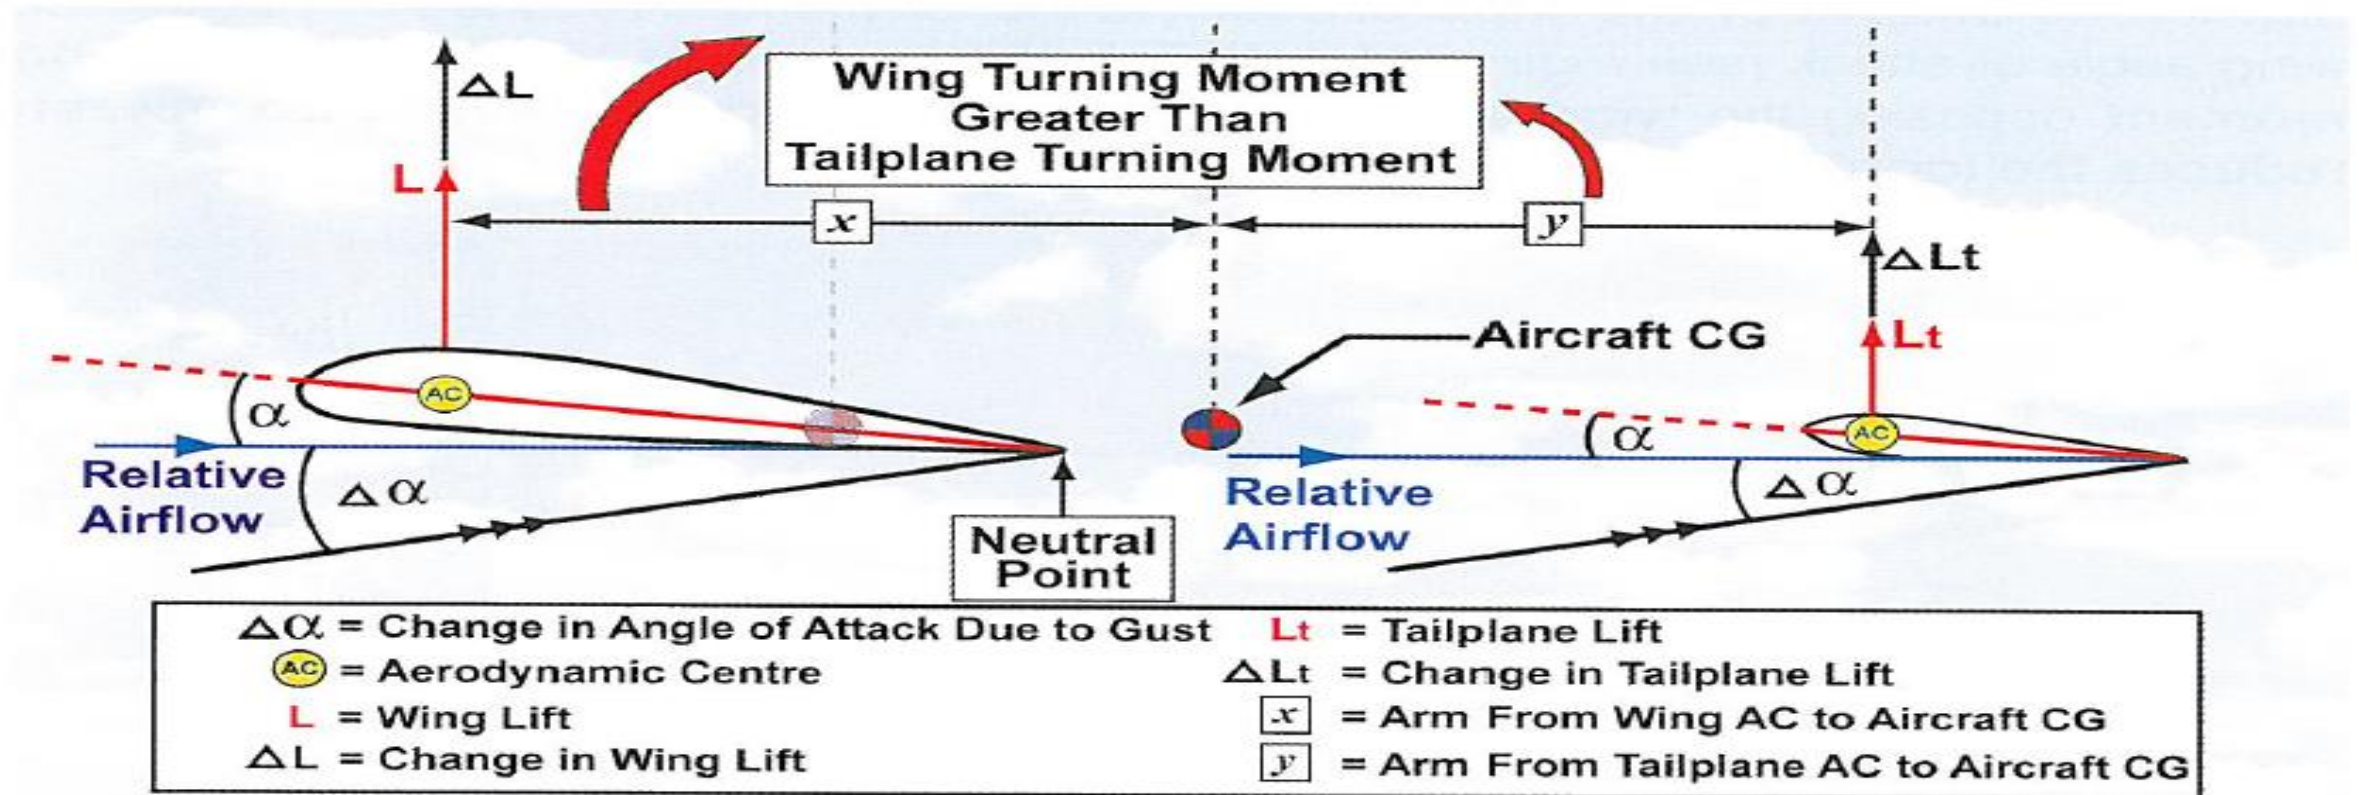 ΔL
Wing Turning Moment
Greater Than
Tailplane Turning Moment
L
x
y
ΔLt
Aircraft CG
Lt
AC
α
α
AC
Relative
Airflow
Δα
Relative
Airflow
Δα
Neutral
Point
Δα = Change in Angle of Attack Due to Gust
AC = Aerodynamic Centre
L = Wing Lift
ΔL = Change in Wing Lift
Lt = Tailplane Lift
ΔLt = Change in Tailplane Lift
x = Arm From Wing AC to Aircraft CG
y = Arm From Tailplane AC to Aircraft CG